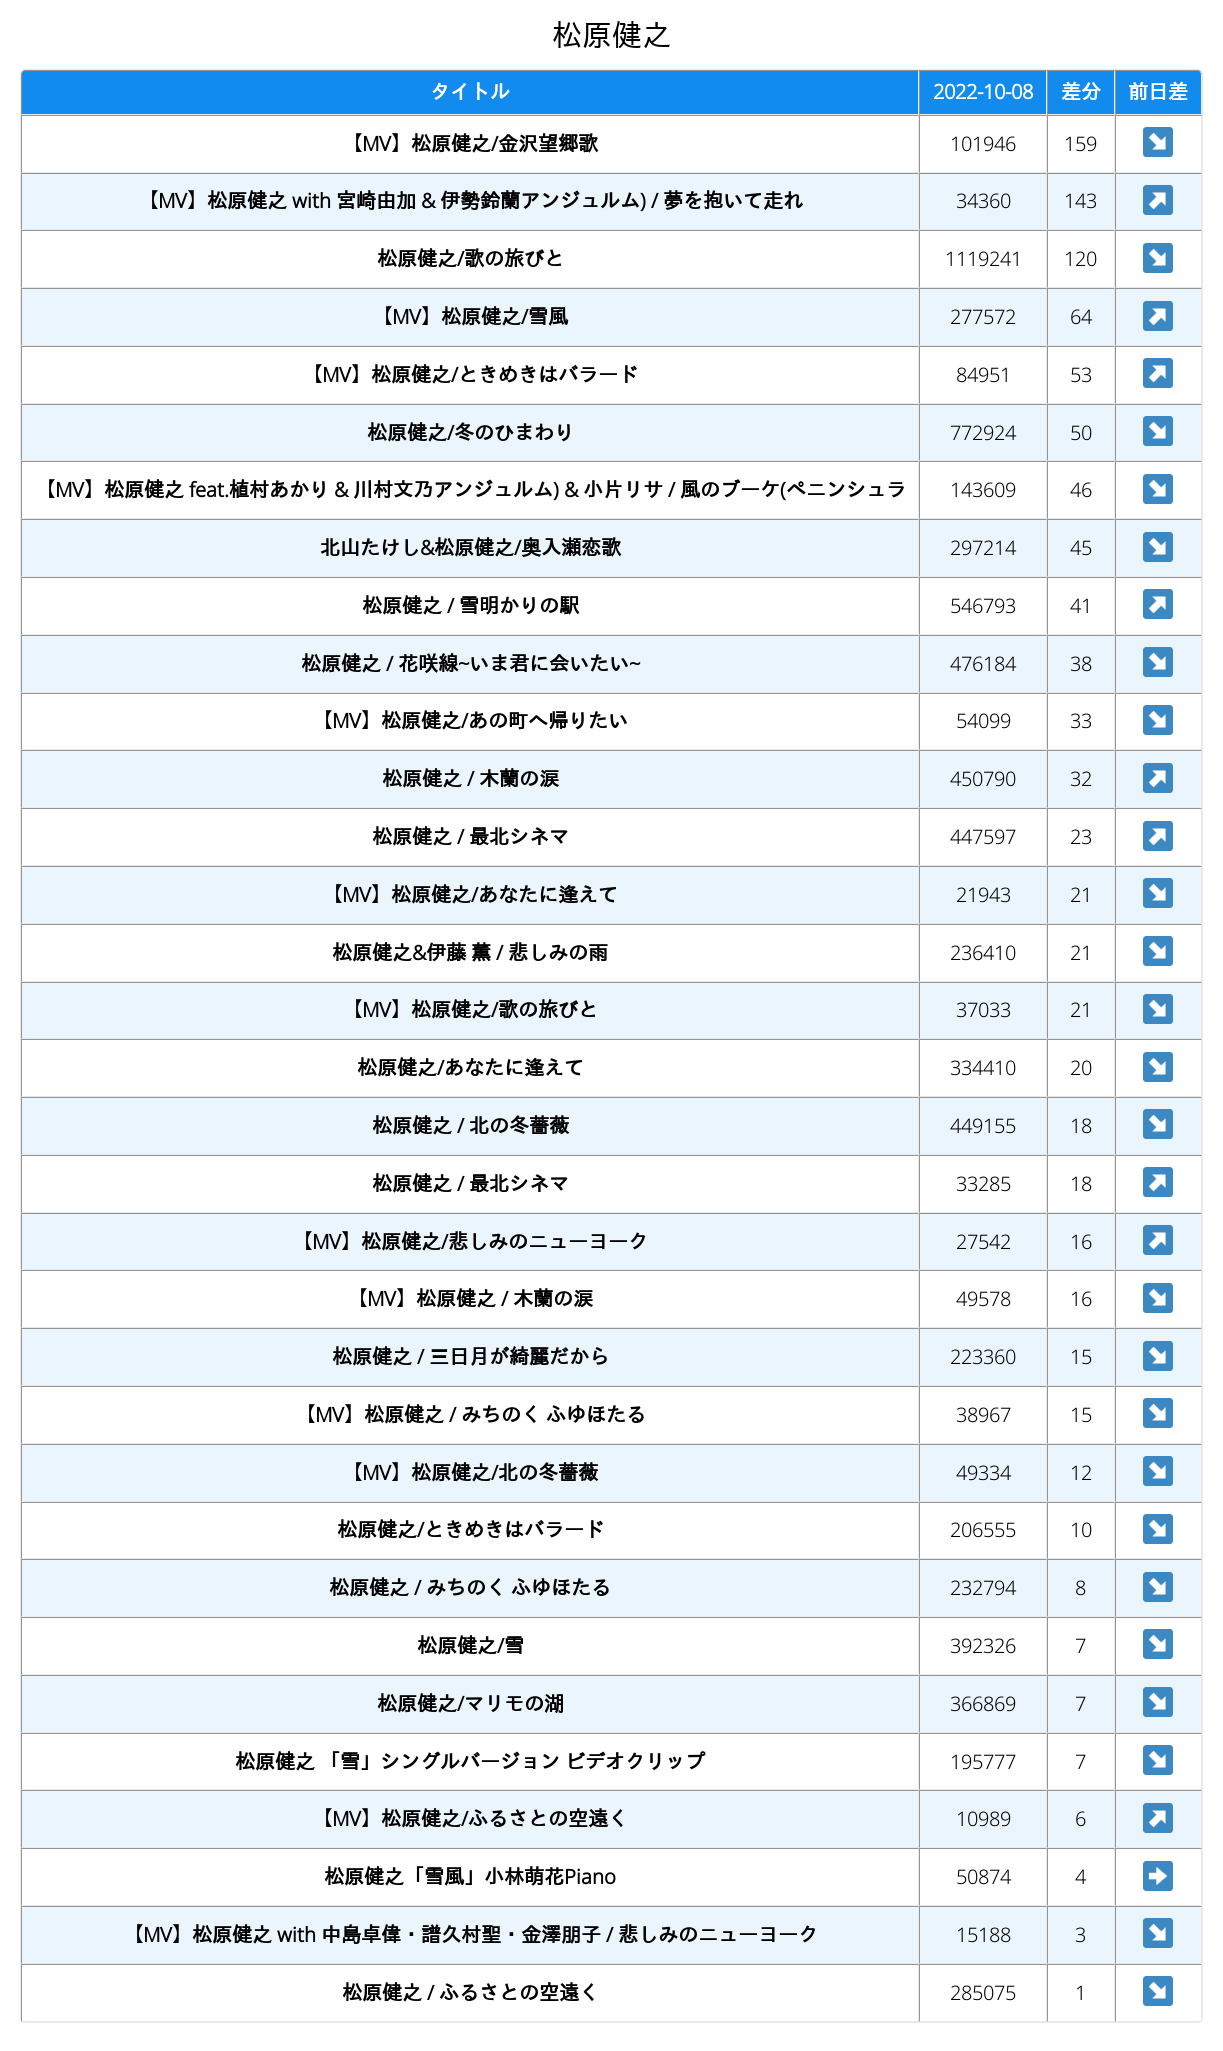 松原健之
タイトル 2022-10-08 差分 前日差
【MV】松原健之/金沢望郷歌 101946 159 ↘
【MV】松原健之 with 宮崎由加 & 伊勢鈴蘭アンジュルム) / 夢を抱いて走れ 34360 143 ↗
松原健之/歌の旅びと 1119241 120 ↘
【MV】松原健之/雪風 277572 64 ↗
【MV】松原健之/ときめきはバラード 84951 53 ↗
松原健之/冬のひまわり 772924 50 ↘
【MV】松原健之 feat.植村あかり & 川村文乃アンジュルム) & 小片リサ / 風のブーケ(ペニンシュラ 143609 46 ↘
北山たけし&松原健之/奥入瀬恋歌 297214 45 ↘
松原健之 / 雪明かりの駅 546793 41 ↗
松原健之 / 花咲線~いま君に会いたい~ 476184 38 ↘
【MV】松原健之/あの町へ帰りたい 54099 33 ↘
松原健之 / 木蘭の涙 450790 32 ↗
松原健之 / 最北シネマ 447597 23 ↗
【MV】松原健之/あなたに逢えて 21943 21 ↘
松原健之&伊藤 薫 / 悲しみの雨 236410 21 ↘
【MV】松原健之/歌の旅びと 37033 21 ↘
松原健之/あなたに逢えて 334410 20 ↘
松原健之 / 北の冬薔薇 449155 18 ↘
松原健之 / 最北シネマ 33285 18 ↗
【MV】松原健之/悲しみのニューヨーク 27542 16 ↗
【MV】松原健之 / 木蘭の涙 49578 16 ↘
松原健之 / 三日月が綺麗だから 223360 15 ↘
【MV】松原健之 / みちのく ふゆほたる 38967 15 ↘
【MV】松原健之/北の冬薔薇 49334 12 ↘
松原健之/ときめきはバラード 206555 10 ↘
松原健之 / みちのく ふゆほたる 232794 8 ↘
松原健之/雪 392326 7 ↘
松原健之/マリモの湖 366869 7 ↘
松原健之 「雪」シングルバージョン ビデオクリップ 195777 7 ↘
【MV】松原健之/ふるさとの空遠く 10989 6 ↗
松原健之「雪風」小林萌花Piano 50874 4 ➡
【MV】松原健之 with 中島卓偉・譜久村聖・金澤朋子 / 悲しみのニューヨーク 15188 3 ↘
松原健之 / ふるさとの空遠く 285075 1 ↘